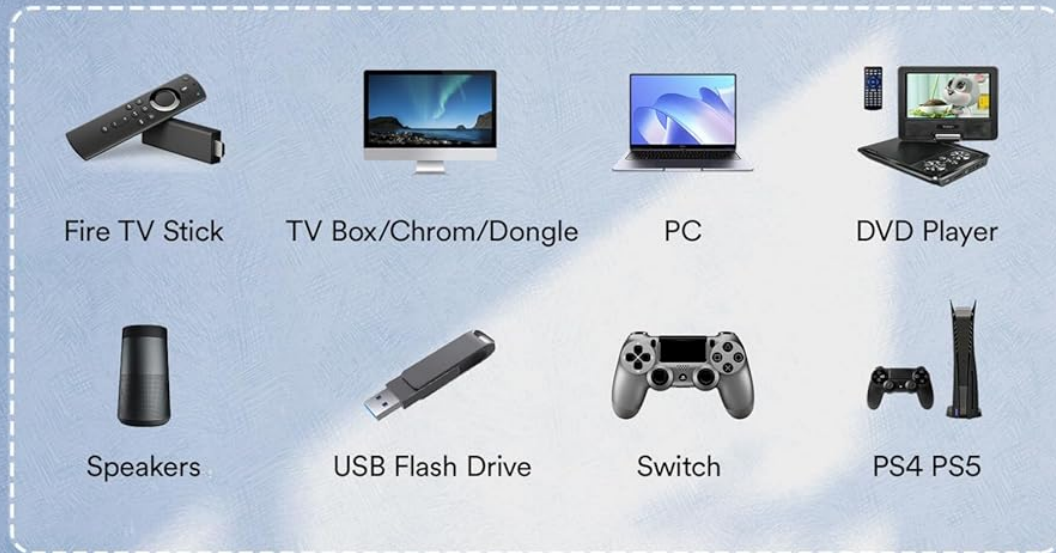 Fire TV Stick
TV Box/Chrom/Dongle
PC
DVD Player
Speakers
USB Flash Drive
Switch
PS4 PS5